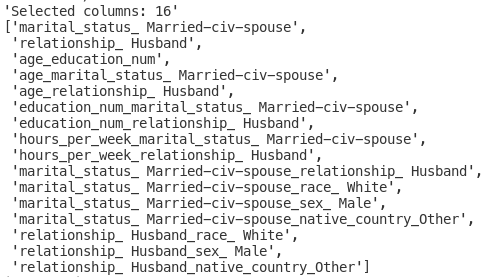 'Selected columns: 16'
['marital_status_ Married-civ-spouse',
'relationship_ Husband',
'age_education_num',
'age_marital_status_ Married-civ-spouse',
'age_relationship_ Husband',
'education_num_marital_status_ Married-civ-spouse',
'education_num_relationship_ Husband',
'hours_per_week_marital_status_ Married-civ-spouse',
'hours_per_week_relationship_ Husband',
'marital_status_ Married-civ-spouse_relationship_ Husband',
'marital_status_ Married-civ-spouse_race_ White',
'marital_status_ Married-civ-spouse_sex_ Male',
'marital_status_ Married-civ-spouse_native_country_Other',
'relationship_ Husband_race_ White',
'relationship_ Husband_sex_ Male',
'relationship_ Husband_native_country_Other']